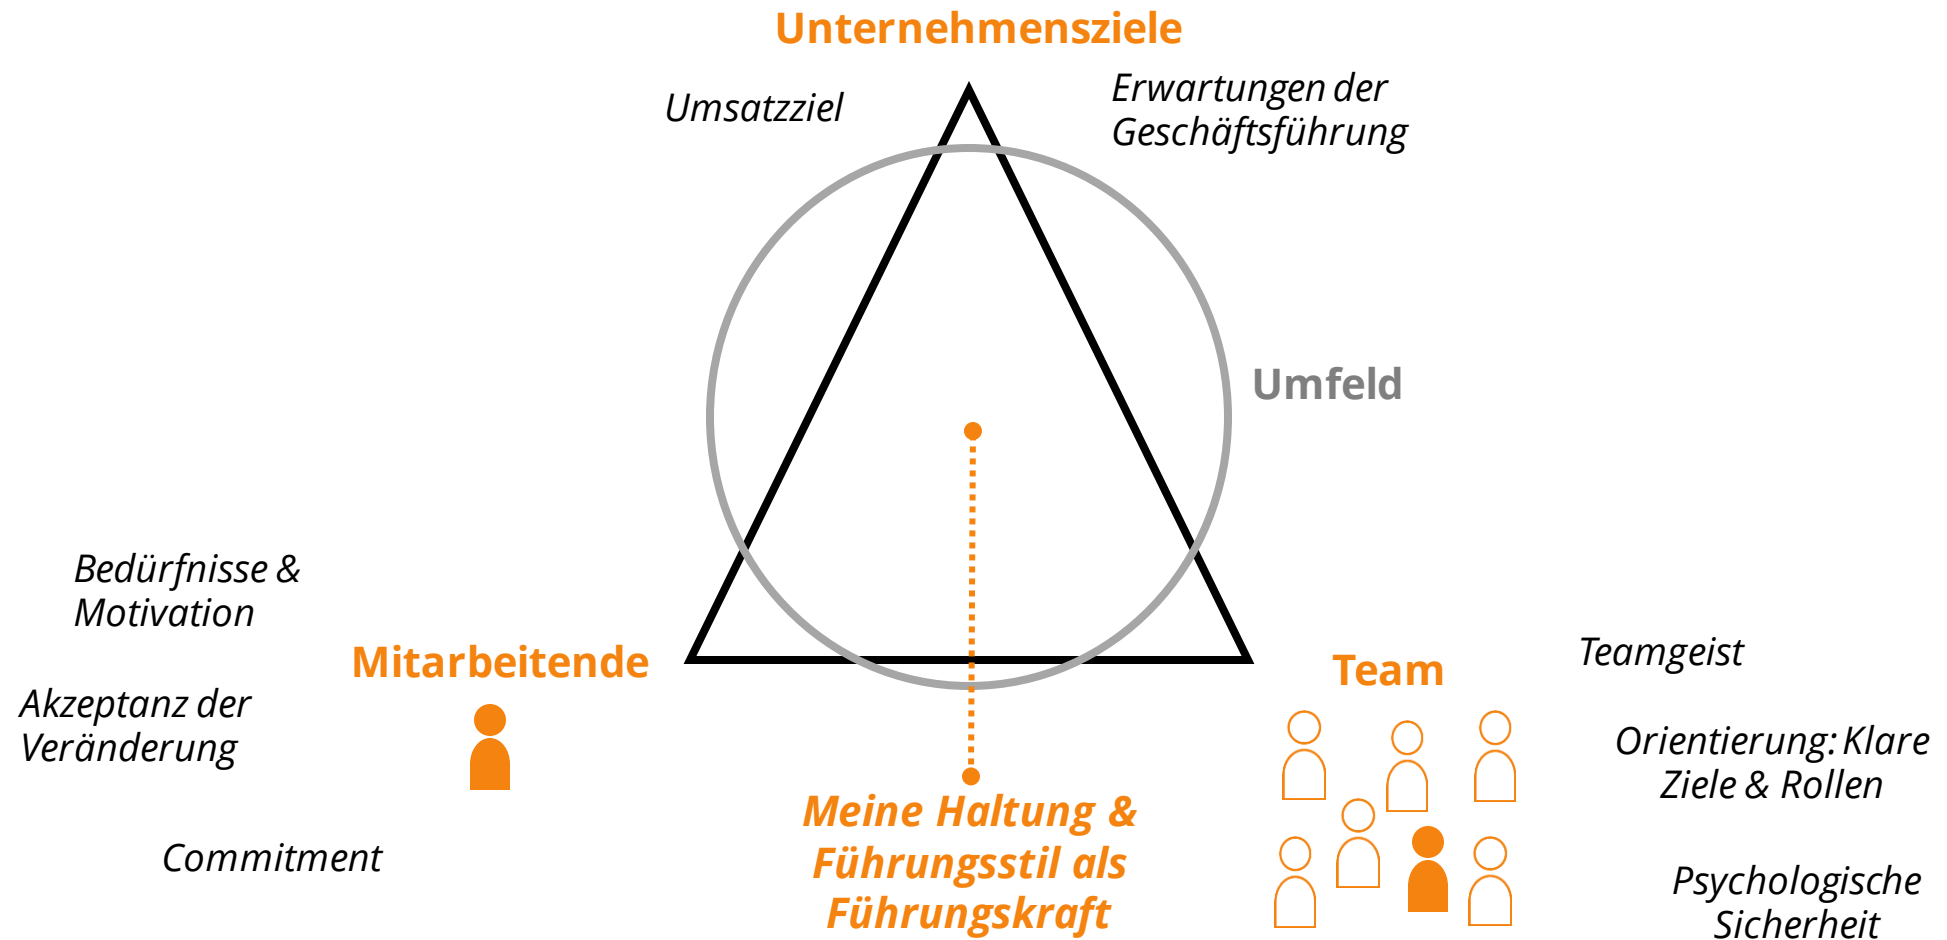 Unternehmensziele
Umsatzziel
Erwartungen der
Geschäftsführung
Umfeld
Bedürfnisse &
Motivation
Mitarbeitende
Akzeptanz der
Veränderung
Commitment
Meine Haltung &
Führungsstil als
Führungskraft
Team
Teamgeist
Orientierung: Klare
Ziele & Rollen
Psychologische
Sicherheit